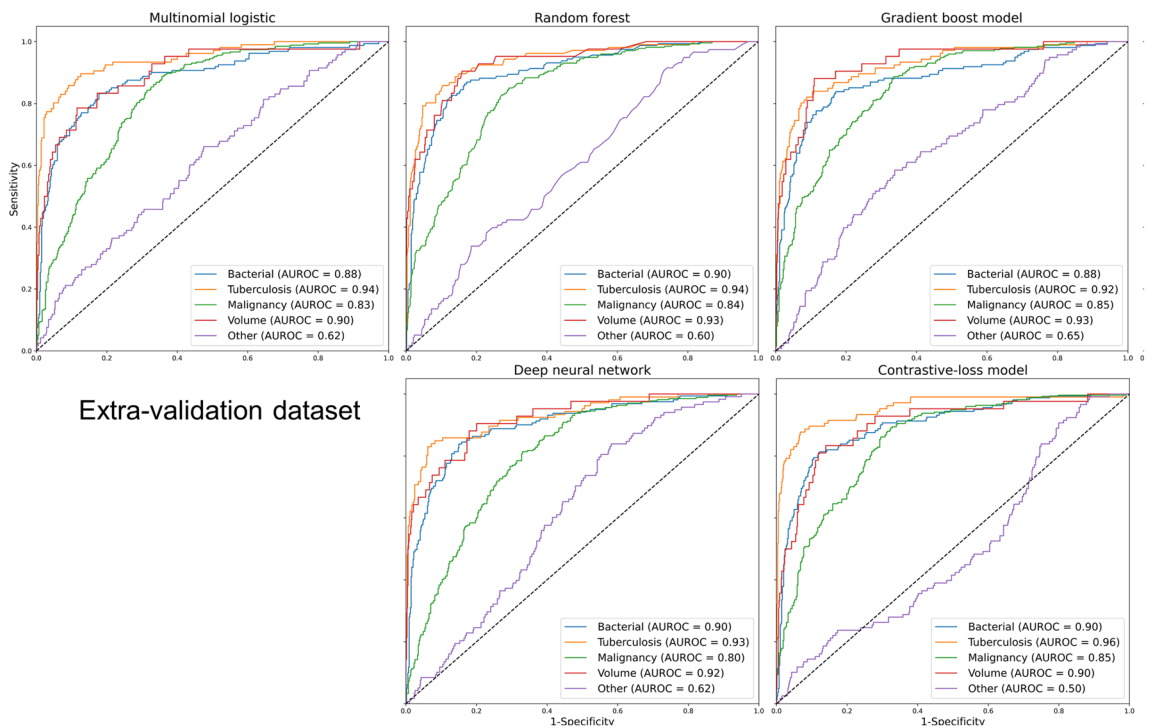 Multinomial logistic
Random forest
Gradient boost model
1.0
0.8
0.6
0.4
0.2
0.0
Sensitivity
Bacterial (AUROC = 0.88)
Tuberculosis (AUROC = 0.94)
Malignancy (AUROC = 0.83)
Volume (AUROC = 0.90)
Other (AUROC = 0.62)
0.0 0.2 0.4 0.6 0.8 1.0
Bacterial (AUROC = 0.90)
Tuberculosis (AUROC = 0.94)
Malignancy (AUROC = 0.84)
Volume (AUROC = 0.93)
Other (AUROC = 0.60)
0.0 0.2 0.4 0.6 0.8 1.0
Bacterial (AUROC = 0.88)
Tuberculosis (AUROC = 0.92)
Malignancy (AUROC = 0.85)
Volume (AUROC = 0.93)
Other (AUROC = 0.65)
0.0 0.2 0.4 0.6 0.8 1.0
Extra-validation dataset
Deep neural network
Contrastive-loss model
Bacterial (AUROC = 0.90)
Tuberculosis (AUROC = 0.93)
Malignancy (AUROC = 0.80)
Volume (AUROC = 0.92)
Other (AUROC = 0.62)
0.0 0.2 0.4 0.6 0.8 1.0
1-Specificity
Bacterial (AUROC = 0.90)
Tuberculosis (AUROC = 0.96)
Malignancy (AUROC = 0.85)
Volume (AUROC = 0.90)
Other (AUROC = 0.50)
0.0 0.2 0.4 0.6 0.8 1.0
1-Specificity